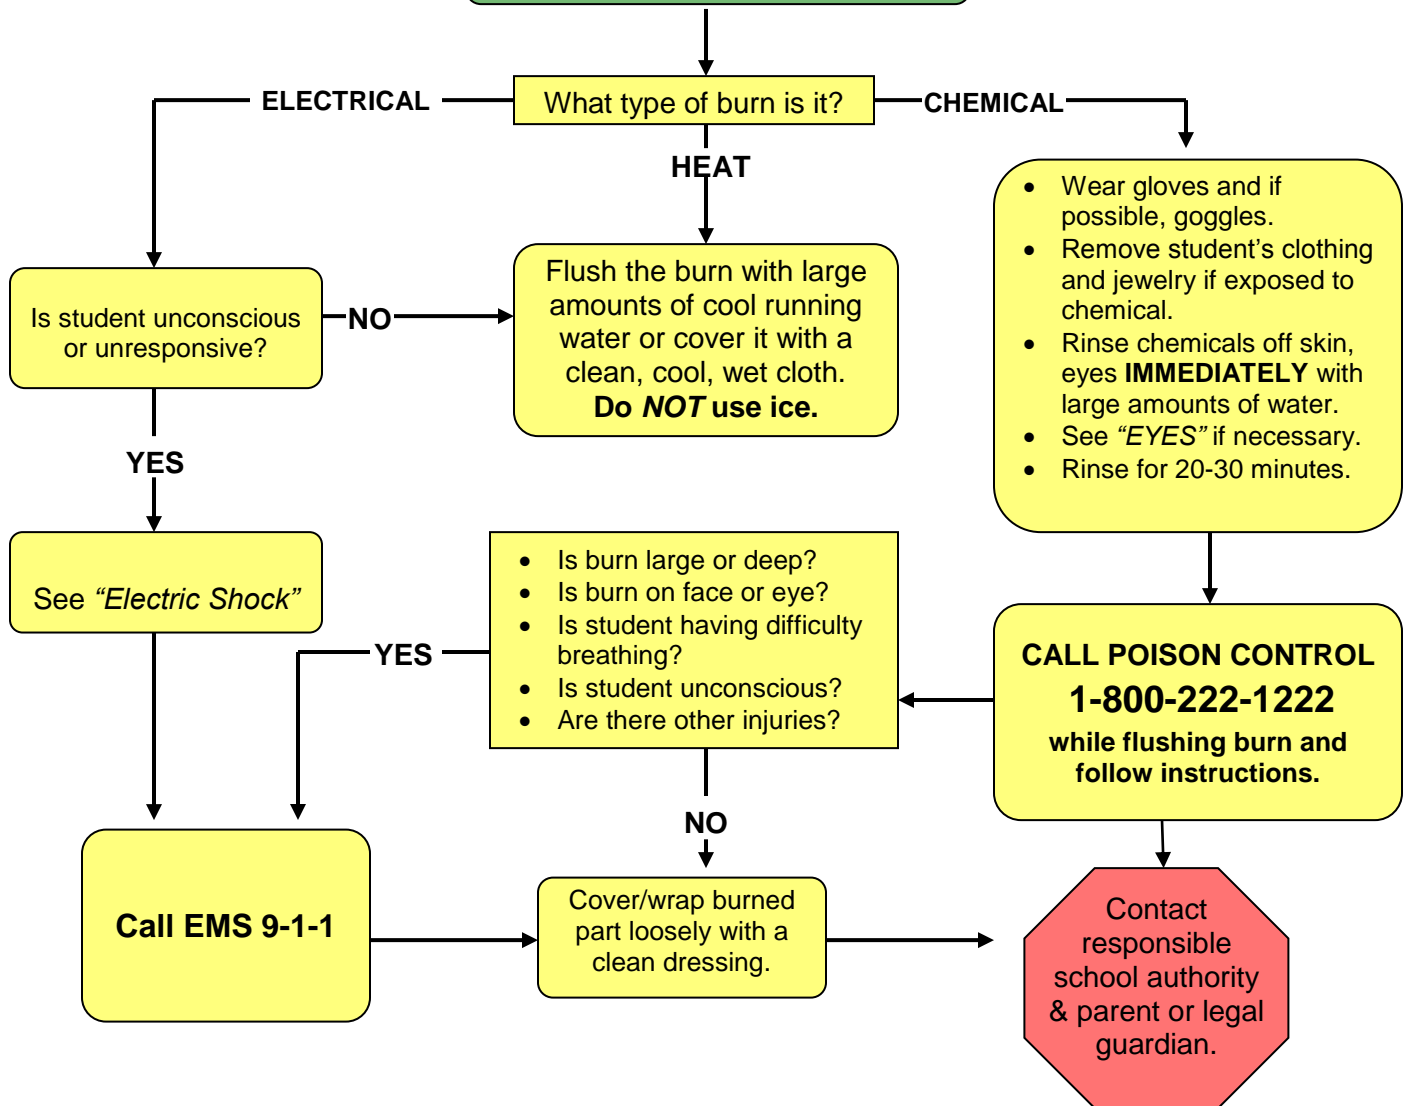 What type of burn is it?
ELECTRICAL
CHEMICAL
HEAT
• Wear gloves and if
possible, goggles.
• Remove student’s clothing
and jewelry if exposed to
chemical.
• Rinse chemicals off skin,
eyes IMMEDIATELY with
large amounts of water.
• See “EYES” if necessary.
• Rinse for 20-30 minutes.
Is student unconscious
or unresponsive?
NO
Flush the burn with large
amounts of cool running
water or cover it with a
clean, cool, wet cloth.
Do NOT use ice.
YES
See “Electric Shock”
• Is burn large or deep?
• Is burn on face or eye?
• Is student having difficulty
breathing?
• Is student unconscious?
• Are there other injuries?
YES
CALL POISON CONTROL
1-800-222-1222
while flushing burn and
follow instructions.
NO
Call EMS 9-1-1
Cover/wrap burned
part loosely with a
clean dressing.
Contact
responsible
school authority
& parent or legal
guardian.